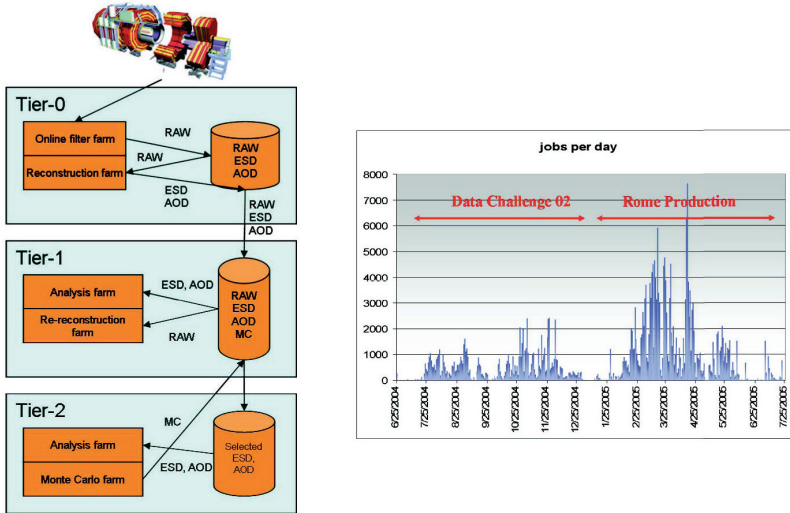 Tier-0
Online filter farm
Reconstruction farm
RAW
RAW
ESD
AOD
RAW
ESD
AOD
RAW
ESD
AOD
Tier-1
Analysis farm
Re-reconstruction
farm
ESD, AOD
RAW
RAW
ESD
AOD
MC
Tier-2
Analysis farm
Monte Carlo farm
MC
ESD, AOD
Selected
ESD,
AOD
jobs per day
Data Challenge 02
Rome Production
8000
7000
6000
5000
4000
3000
2000
1000
0
6/25/2004
7/25/2004
8/25/2004
9/25/2004
10/25/2004
11/25/2004
12/25/2004
1/25/2005
2/25/2005
3/25/2005
4/25/2005
5/25/2005
6/25/2005
7/25/2005